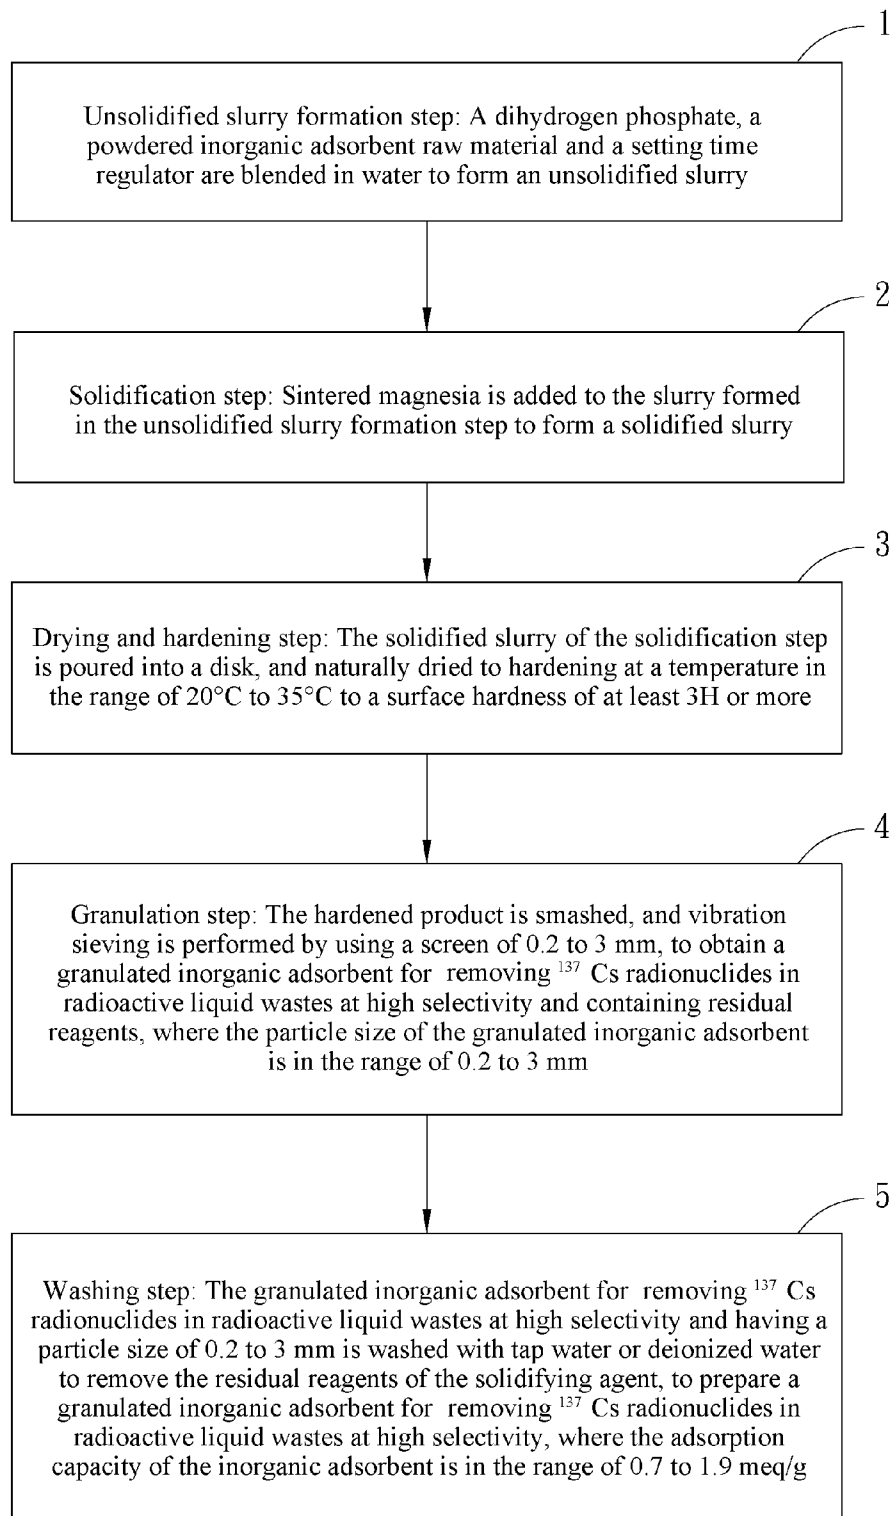 1
Unsolidified slurry formation step: A dihydrogen phosphate, a
powdered inorganic adsorbent raw material and a setting time
regulator are blended in water to form an unsolidified slurry
2
Solidification step: Sintered magnesia is added to the slurry formed
in the unsolidified slurry formation step to form a solidified slurry
3
Drying and hardening step: The solidified slurry of the solidification step
is poured into a disk, and naturally dried to hardening at a temperature in
the range of 20°C to 35°C to a surface hardness of at least 3H or more
4
Granulation step: The hardened product is smashed, and vibration
sieving is performed by using a screen of 0.2 to 3 mm, to obtain a
granulated inorganic adsorbent for removing ¹³⁷ Cs radionuclides in
radioactive liquid wastes at high selectivity and containing residual
reagents, where the particle size of the granulated inorganic adsorbent
is in the range of 0.2 to 3 mm
5
Washing step: The granulated inorganic adsorbent for removing ¹³⁷ Cs
radionuclides in radioactive liquid wastes at high selectivity and having a
particle size of 0.2 to 3 mm is washed with tap water or deionized water
to remove the residual reagents of the solidifying agent, to prepare a
granulated inorganic adsorbent for removing ¹³⁷ Cs radionuclides in
radioactive liquid wastes at high selectivity, where the adsorption
capacity of the inorganic adsorbent is in the range of 0.7 to 1.9 meq/g